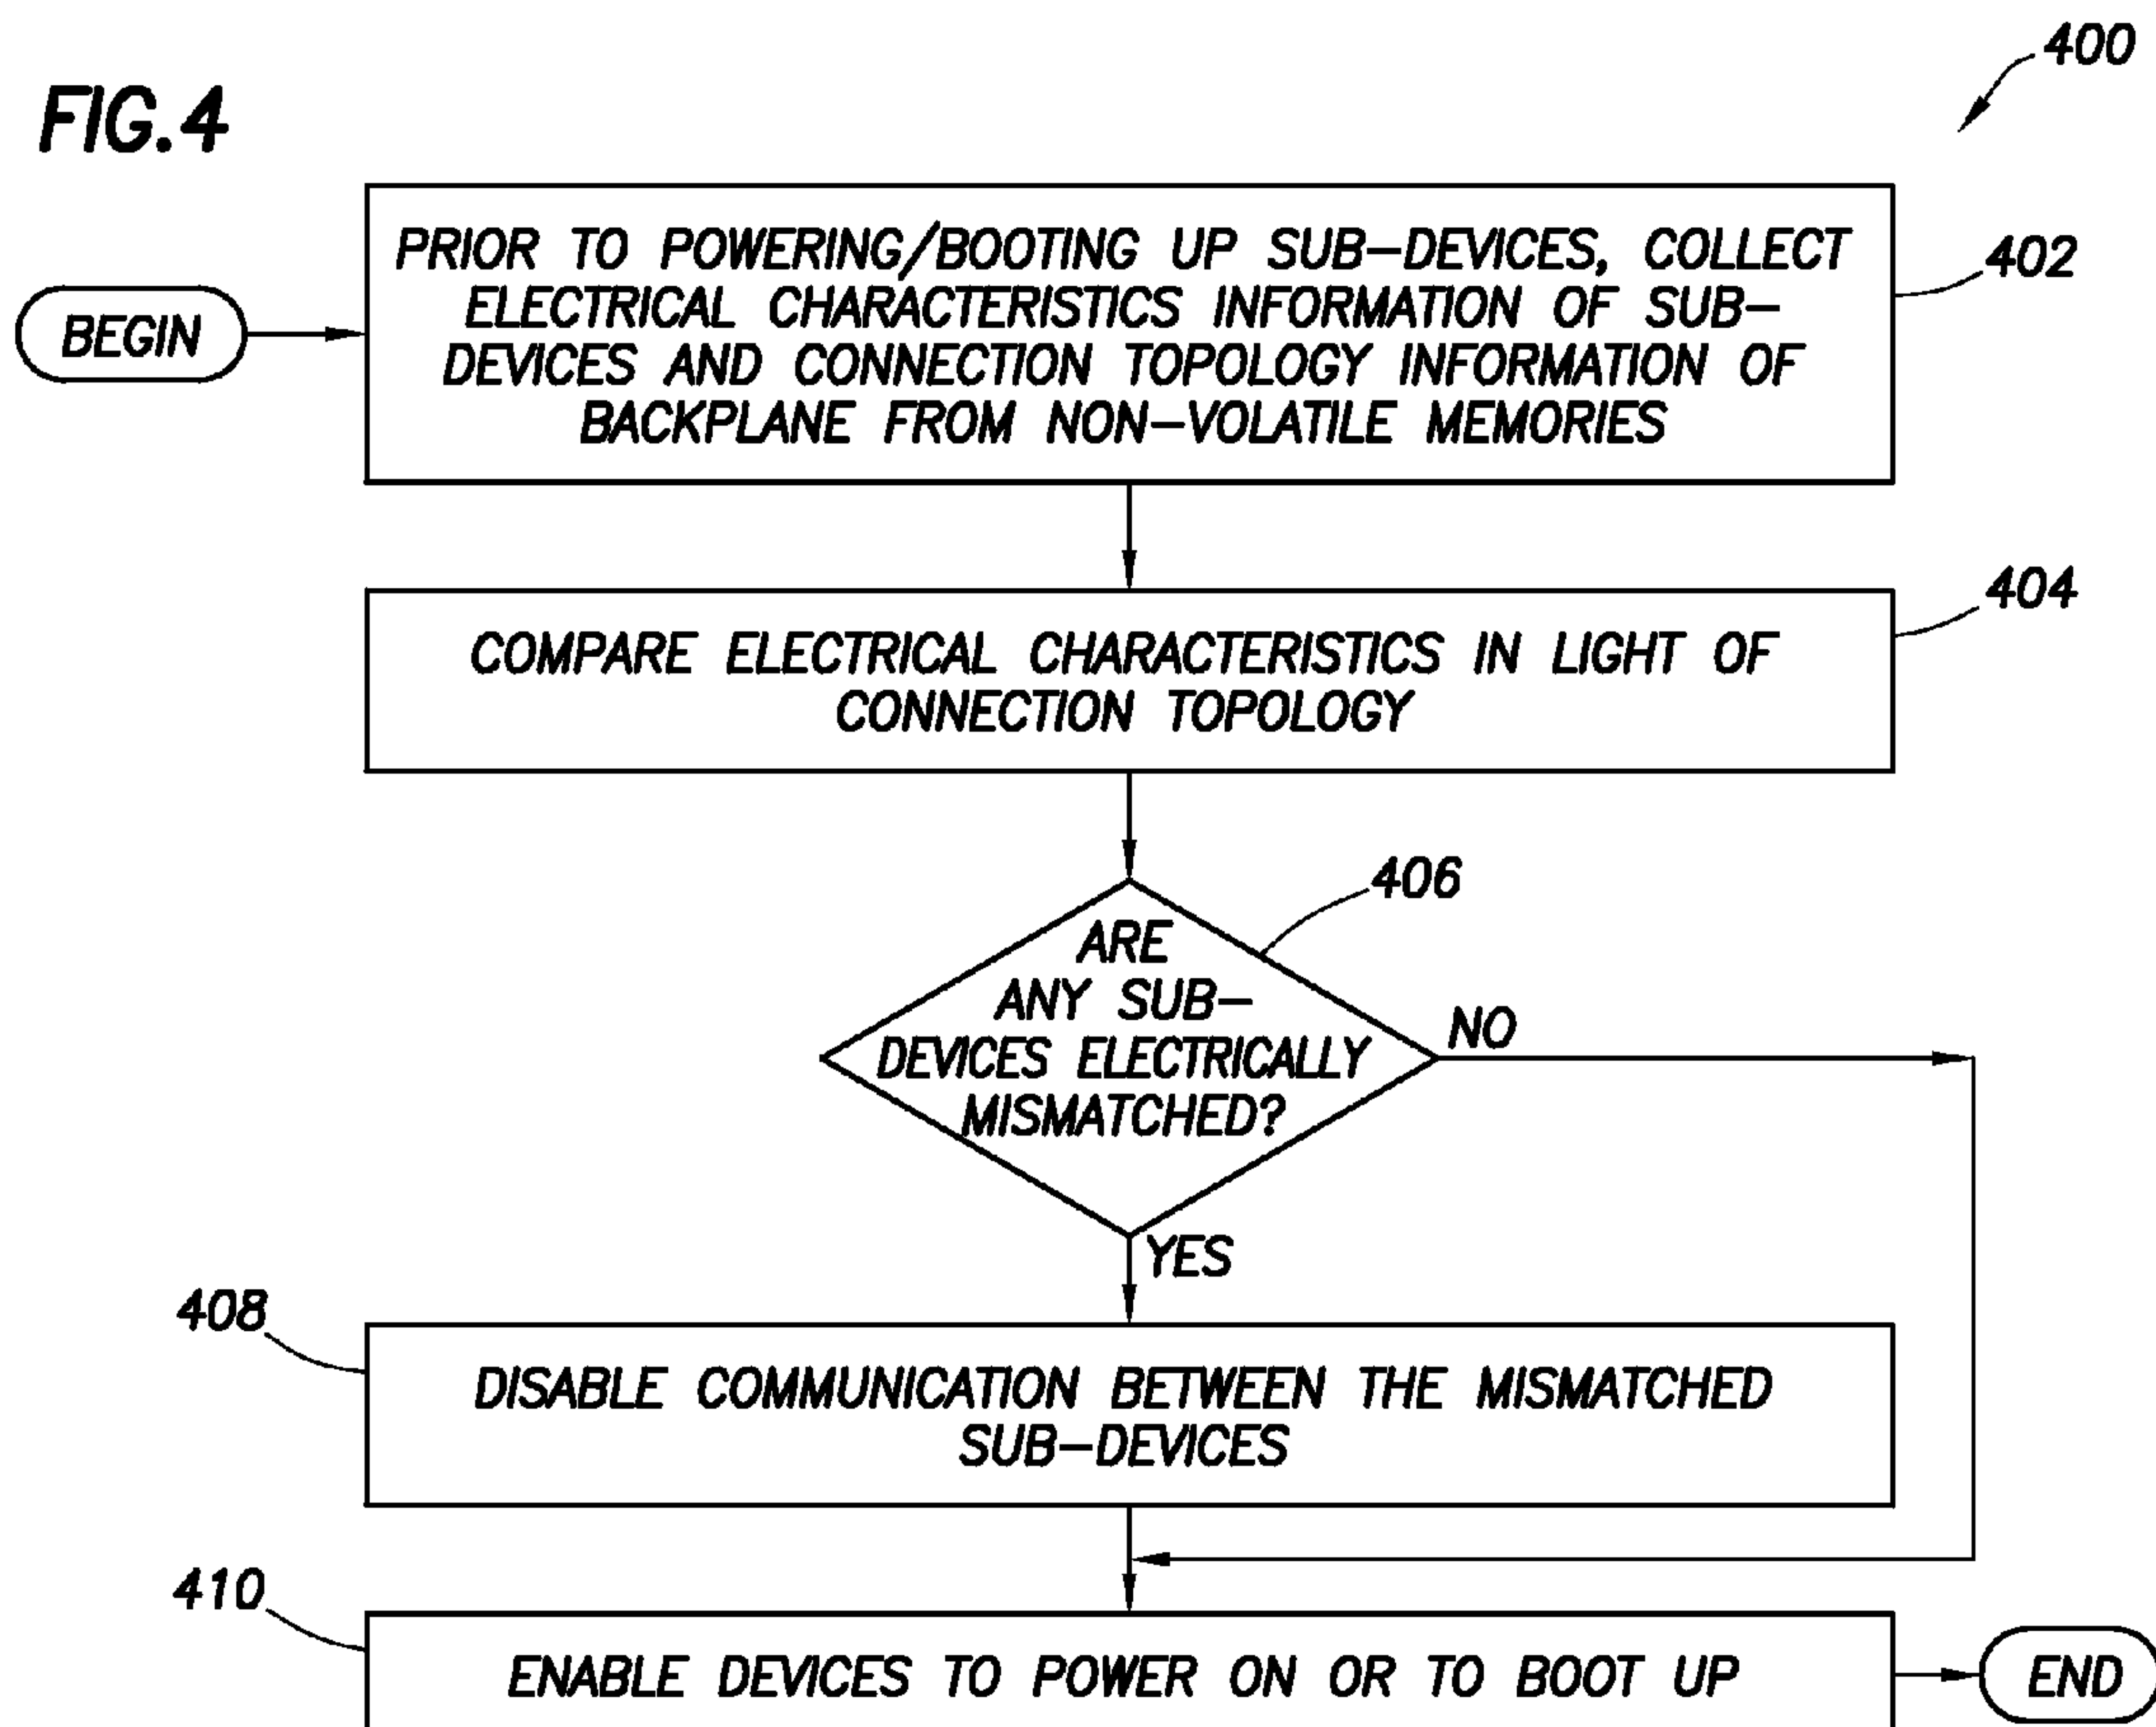 FIG.4
400
BEGIN
PRIOR TO POWERING/BOOTING UP SUB-DEVICES, COLLECT
ELECTRICAL CHARACTERISTICS INFORMATION OF SUB-
DEVICES AND CONNECTION TOPOLOGY INFORMATION OF
BACKPLANE FROM NON-VOLATILE MEMORIES
402
COMPARE ELECTRICAL CHARACTERISTICS IN LIGHT OF
CONNECTION TOPOLOGY
404
ARE
ANY SUB-
DEVICES ELECTRICALLY
MISMATCHED?
406
NO
YES
408
DISABLE COMMUNICATION BETWEEN THE MISMATCHED
SUB-DEVICES
410
ENABLE DEVICES TO POWER ON OR TO BOOT UP
END